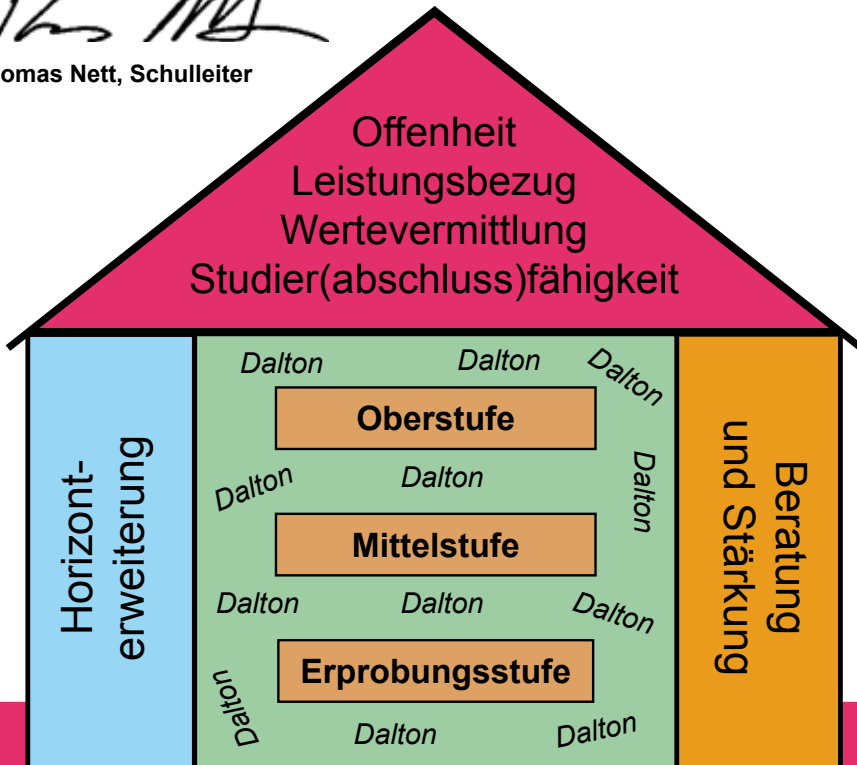 omas Nett, Schulleiter
Offenheit
Leistungsbezug
Wertevermittlung
Studier(abschluss)fähigkeit
Horizont-
erweiterung
Dalton Dalton Dalton
Oberstufe
Dalton Dalton Dalton
Mittelstufe
Dalton Dalton Dalton
Erprobungsstufe
Dalton Dalton Dalton
Beratung
und Stärkung